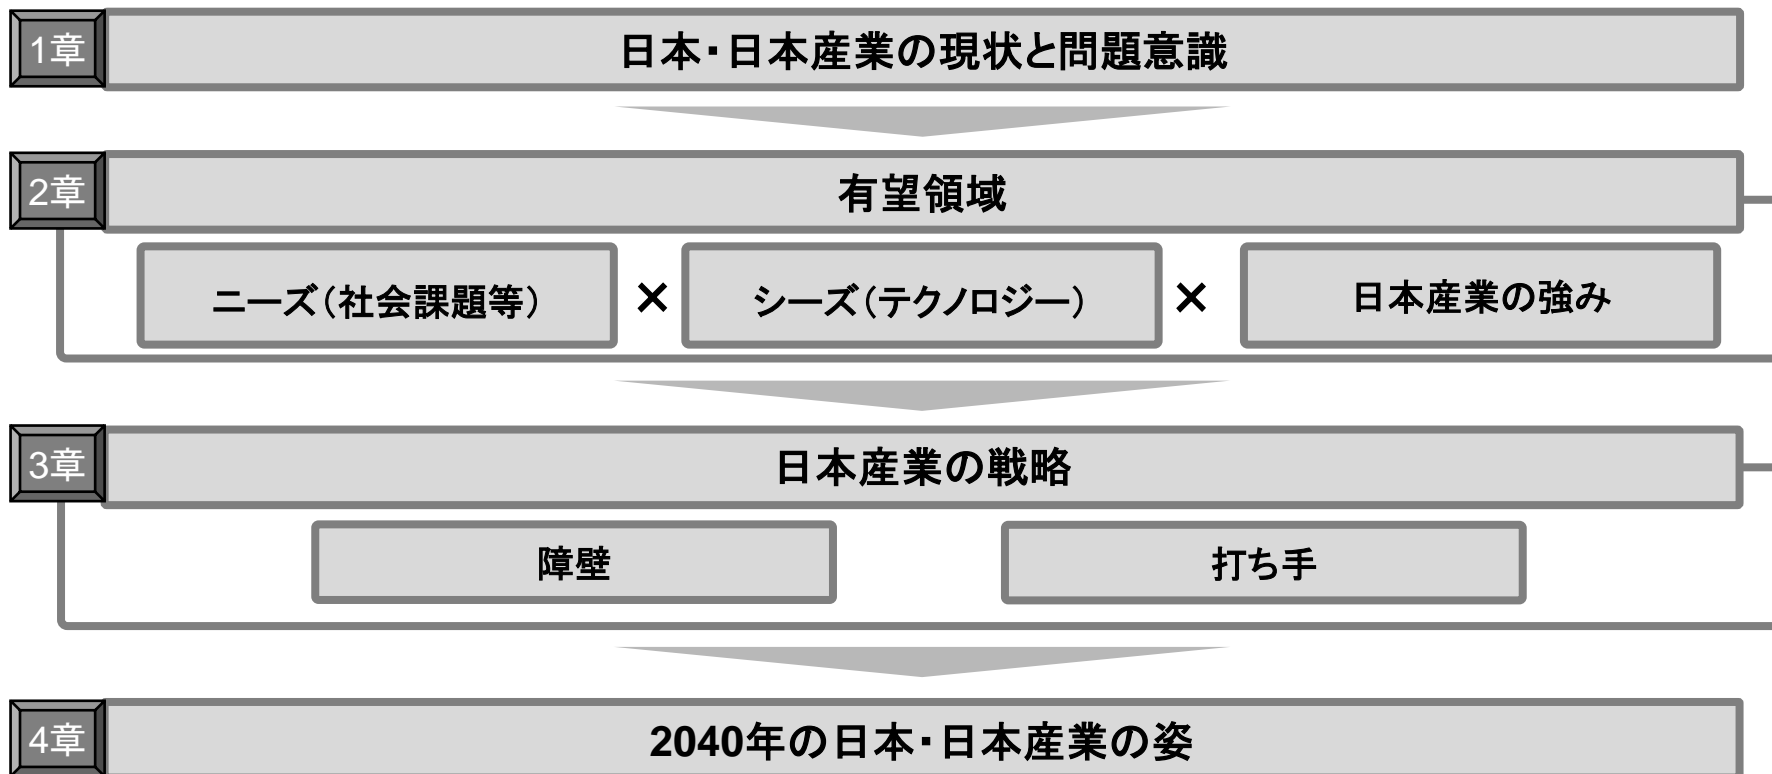 1章 日本・日本産業の現状と問題意識
2章 有望領域
ニーズ(社会課題等) × シーズ(テクノロジー) × 日本産業の強み
3章 日本産業の戦略
障壁 打ち手
4章 2040年の日本・日本産業の姿